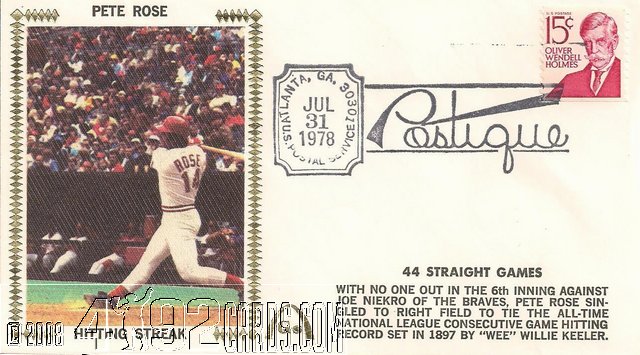 PETE ROSE
ROSE
14
HITTING STREAK
© 2008
4192cards
15¢
U.S. POSTAGE
OLIVER
WENDELL
HOLMES
ATLANTA, GA. 30302
JUL
31
1978
U.S. POSTAL SERVICE
Postique
44 STRAIGHT GAMES
WITH NO ONE OUT IN THE 6th INNING AGAINST
JOE NIEKRO OF THE BRAVES, PETE ROSE SIN-
GLED TO RIGHT FIELD TO TIE THE ALL-TIME
NATIONAL LEAGUE CONSECUTIVE GAME HITTING
RECORD SET IN 1897 BY "WEE" WILLIE KEELER.